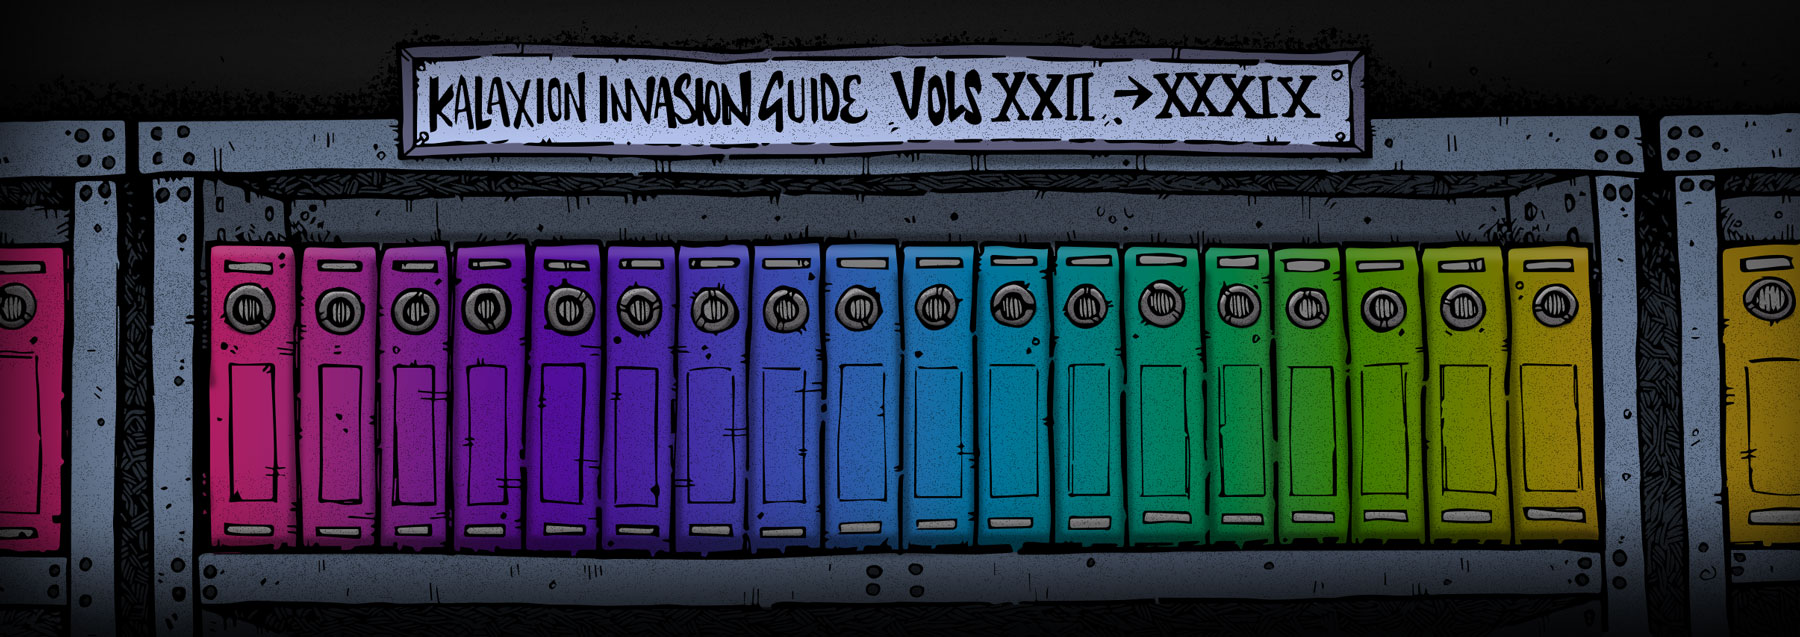 KALAXION INVASION GUIDE VOLS XXII → XXXIX